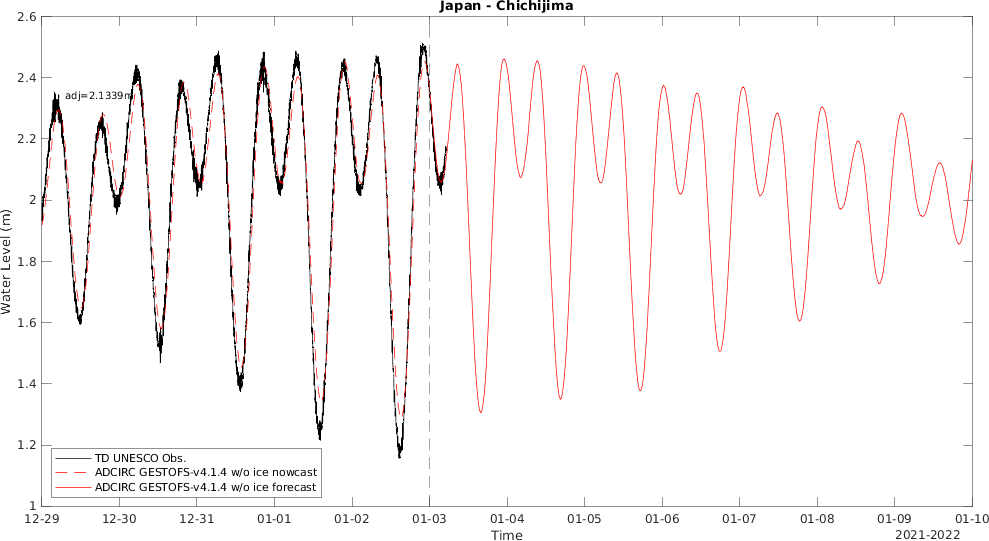 Japan - Chichijima
2.6
2.4
2.2
2
1.8
1.6
1.4
1.2
1
Water Level (m)
adj=2.1339m
TD UNESCO Obs.
ADCIRC GESTOFS-v4.1.4 w/o ice nowcast
ADCIRC GESTOFS-v4.1.4 w/o ice forecast
12-29 12-30 12-31 01-01 01-02 01-03 01-04 01-05 01-06 01-07 01-08 01-09 01-10
Time
2021-2022